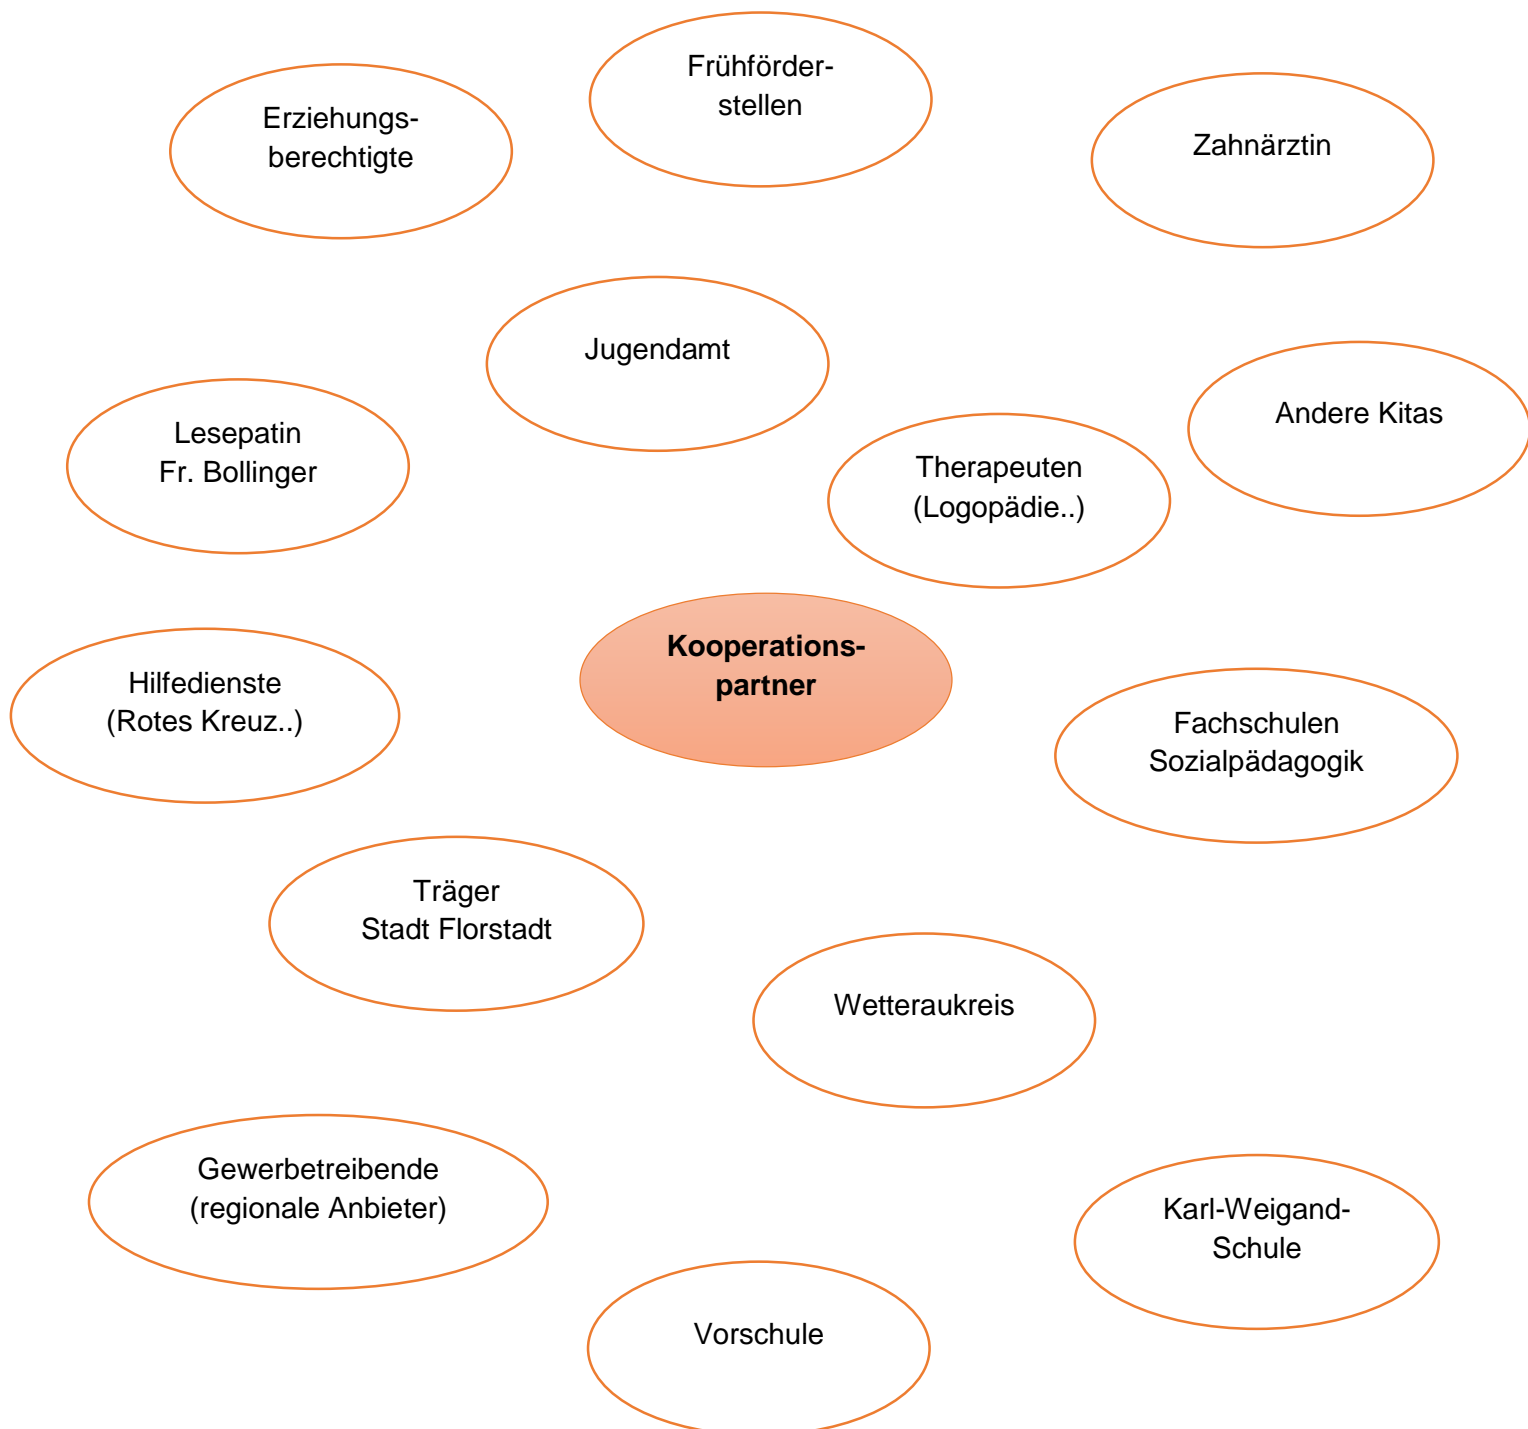 Frühförder-
stellen
Erziehungs-
berechtigte
Zahnärztin
Jugendamt
Andere Kitas
Lesepatin
Fr. Bollinger
Therapeuten
(Logopädie..)
Kooperations-
partner
Hilfedienste
(Rotes Kreuz..)
Fachschulen
Sozialpädagogik
Träger
Stadt Florstadt
Wetteraukreis
Gewerbetreibende
(regionale Anbieter)
Karl-Weigand-
Schule
Vorschule